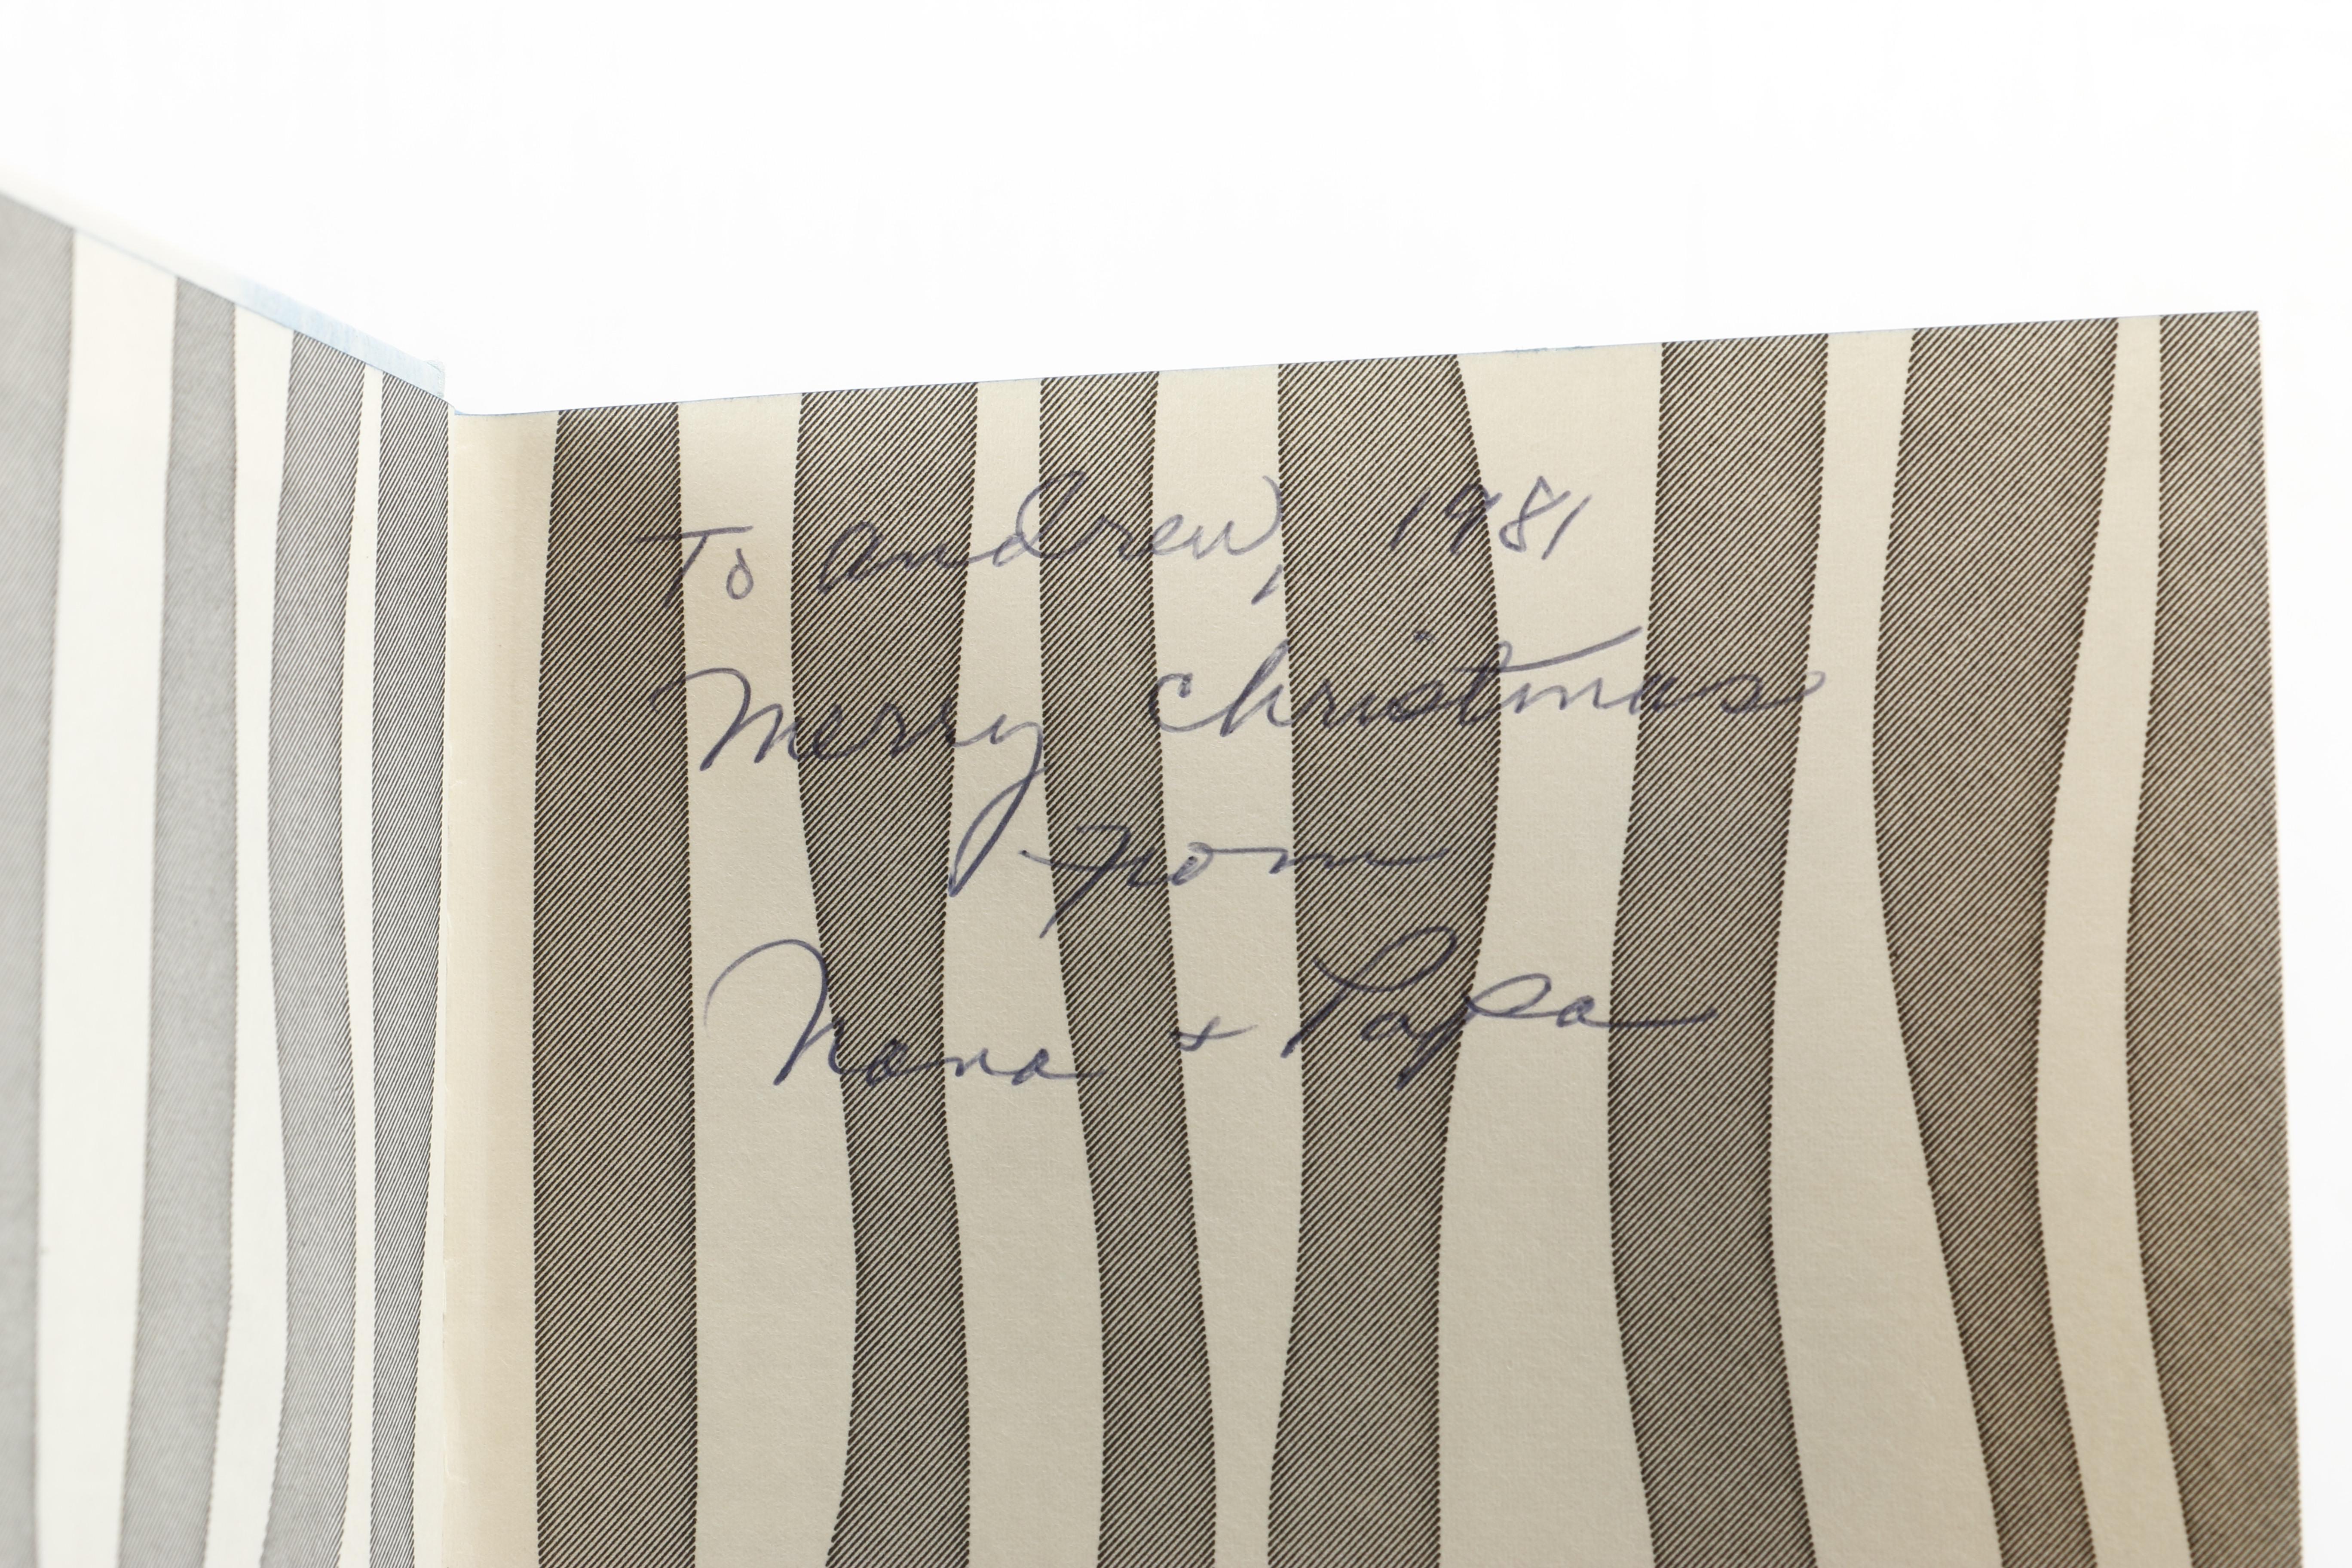 To Andrew, 1981
Merry Christmas
from
Nana + Papa